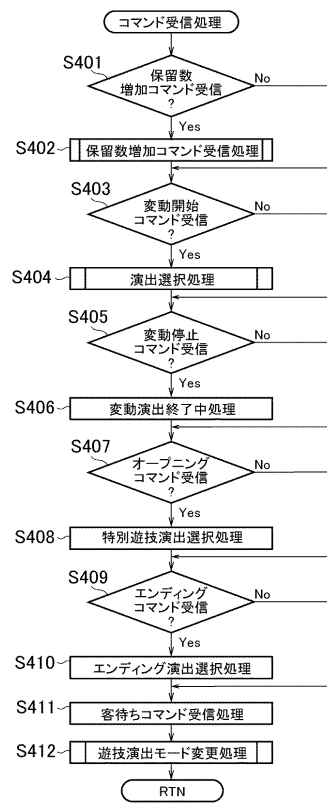 コマンド受信処理
S401
保留数
増加コマンド受信
?
No
Yes
S402
保留数増加コマンド受信処理
S403
変動開始
コマンド受信
?
No
Yes
S404
演出選択処理
S405
変動停止
コマンド受信
?
No
Yes
S406
変動演出終了中処理
S407
オープニング
コマンド受信
?
No
Yes
S408
特別遊技演出選択処理
S409
エンディング
コマンド受信
?
No
Yes
S410
エンディング演出選択処理
S411
客待ちコマンド受信処理
S412
遊技演出モード変更処理
RTN